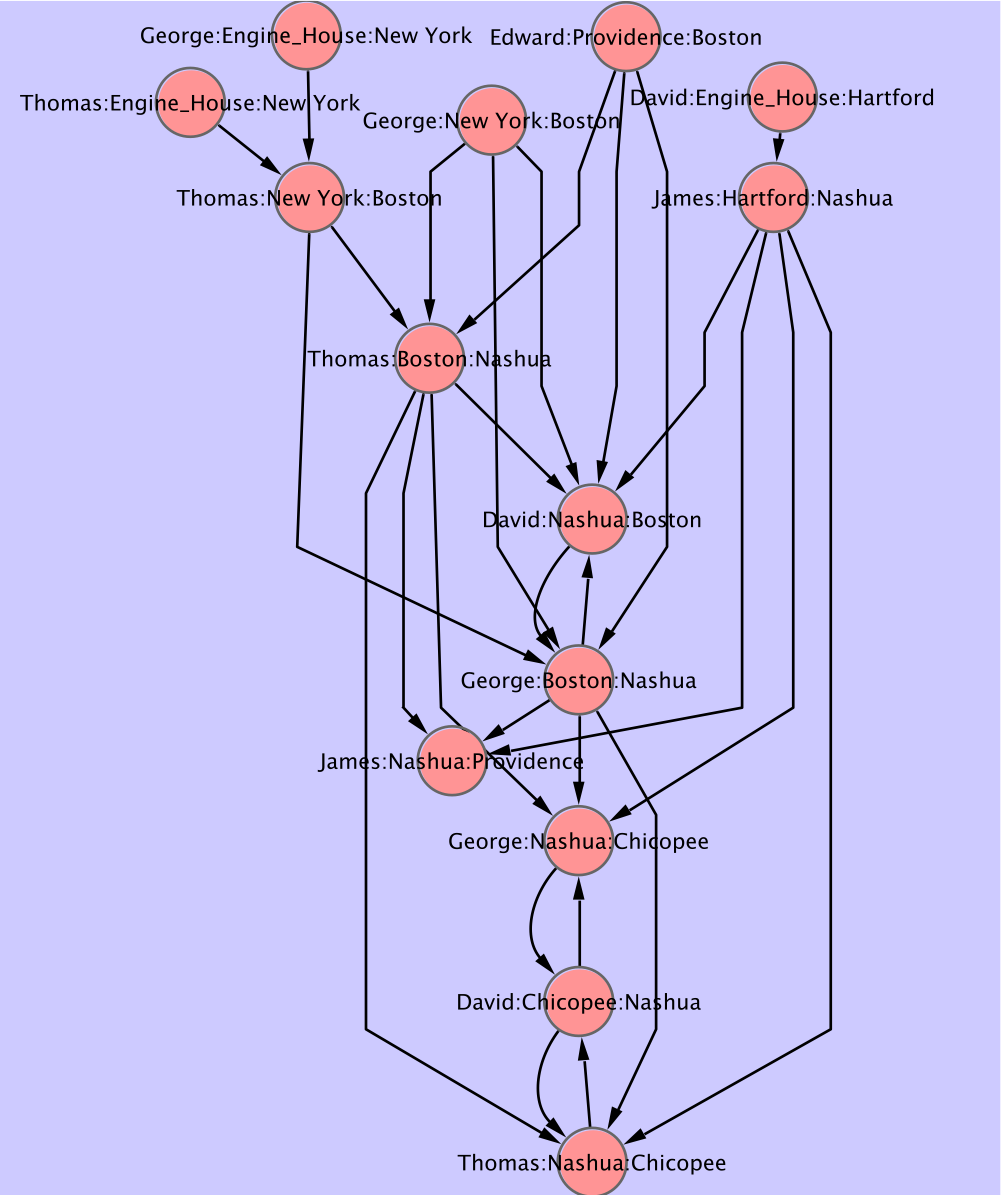 George:Engine_House:New York
Edward:Providence:Boston
Thomas:Engine_House:New York
David:Engine_House:Hartford
George:New York:Boston
Thomas:New York:Boston
James:Hartford:Nashua
Thomas:Boston:Nashua
David:Nashua:Boston
George:Boston:Nashua
James:Nashua:Providence
George:Nashua:Chicopee
David:Chicopee:Nashua
Thomas:Nashua:Chicopee